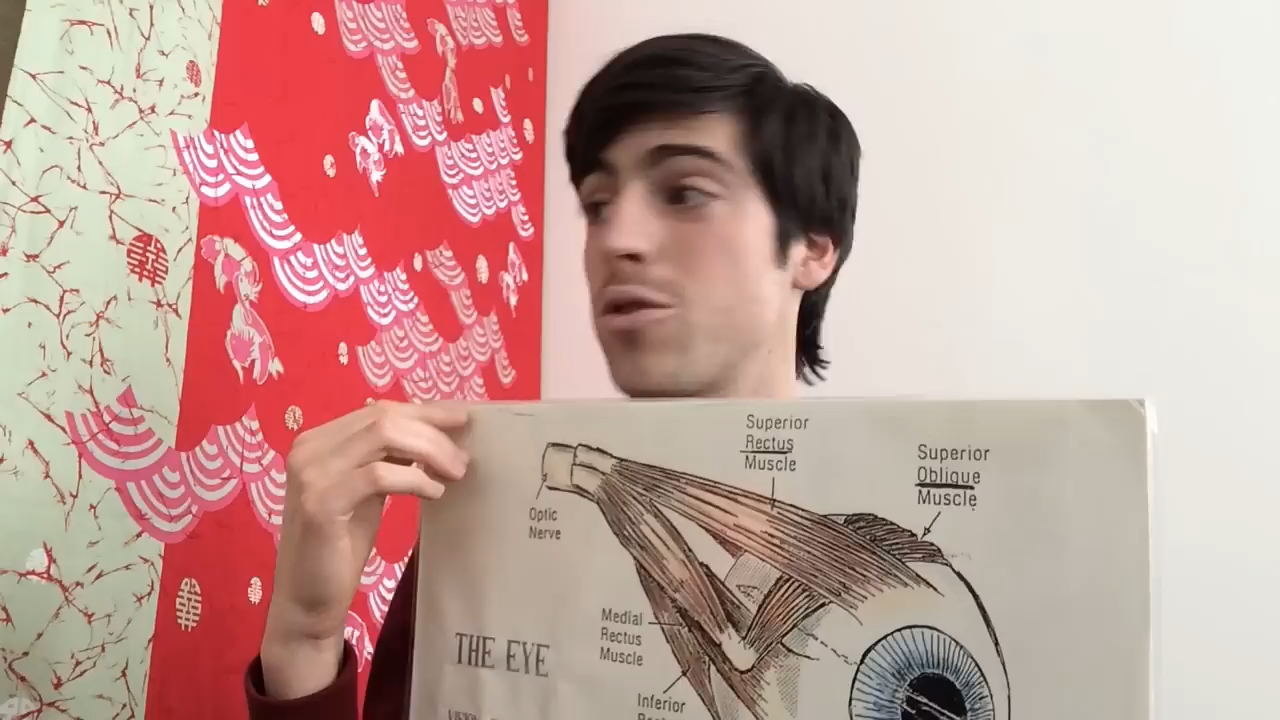 Superior
Rectus
Muscle
Superior
Oblique
Muscle
Optic
Nerve
Medial
Rectus
Muscle
THE EYE
Inferior